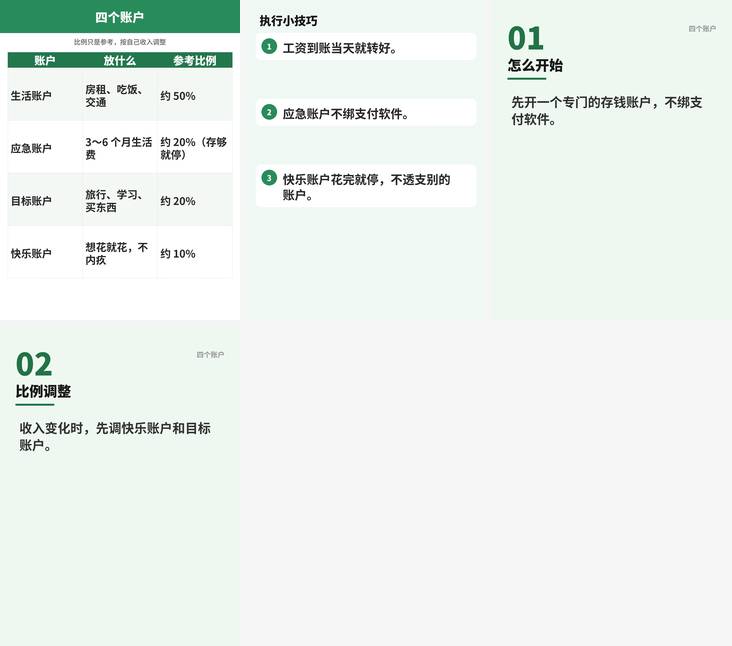 四个账户
比例只是参考，按自己收入调整
账户 放什么 参考比例
生活账户 房租、吃饭、交通 约 50%
应急账户 3～6 个月生活费 约 20%（存够就停）
目标账户 旅行、学习、买东西 约 20%
快乐账户 想花就花，不内疚 约 10%
执行小技巧
1 工资到账当天就转好。
2 应急账户不绑支付软件。
3 快乐账户花完就停，不透支别的
账户。
01
四个账户
怎么开始
先开一个专门的存钱账户，不绑支
付软件。
02
四个账户
比例调整
收入变化时，先调快乐账户和目标
账户。